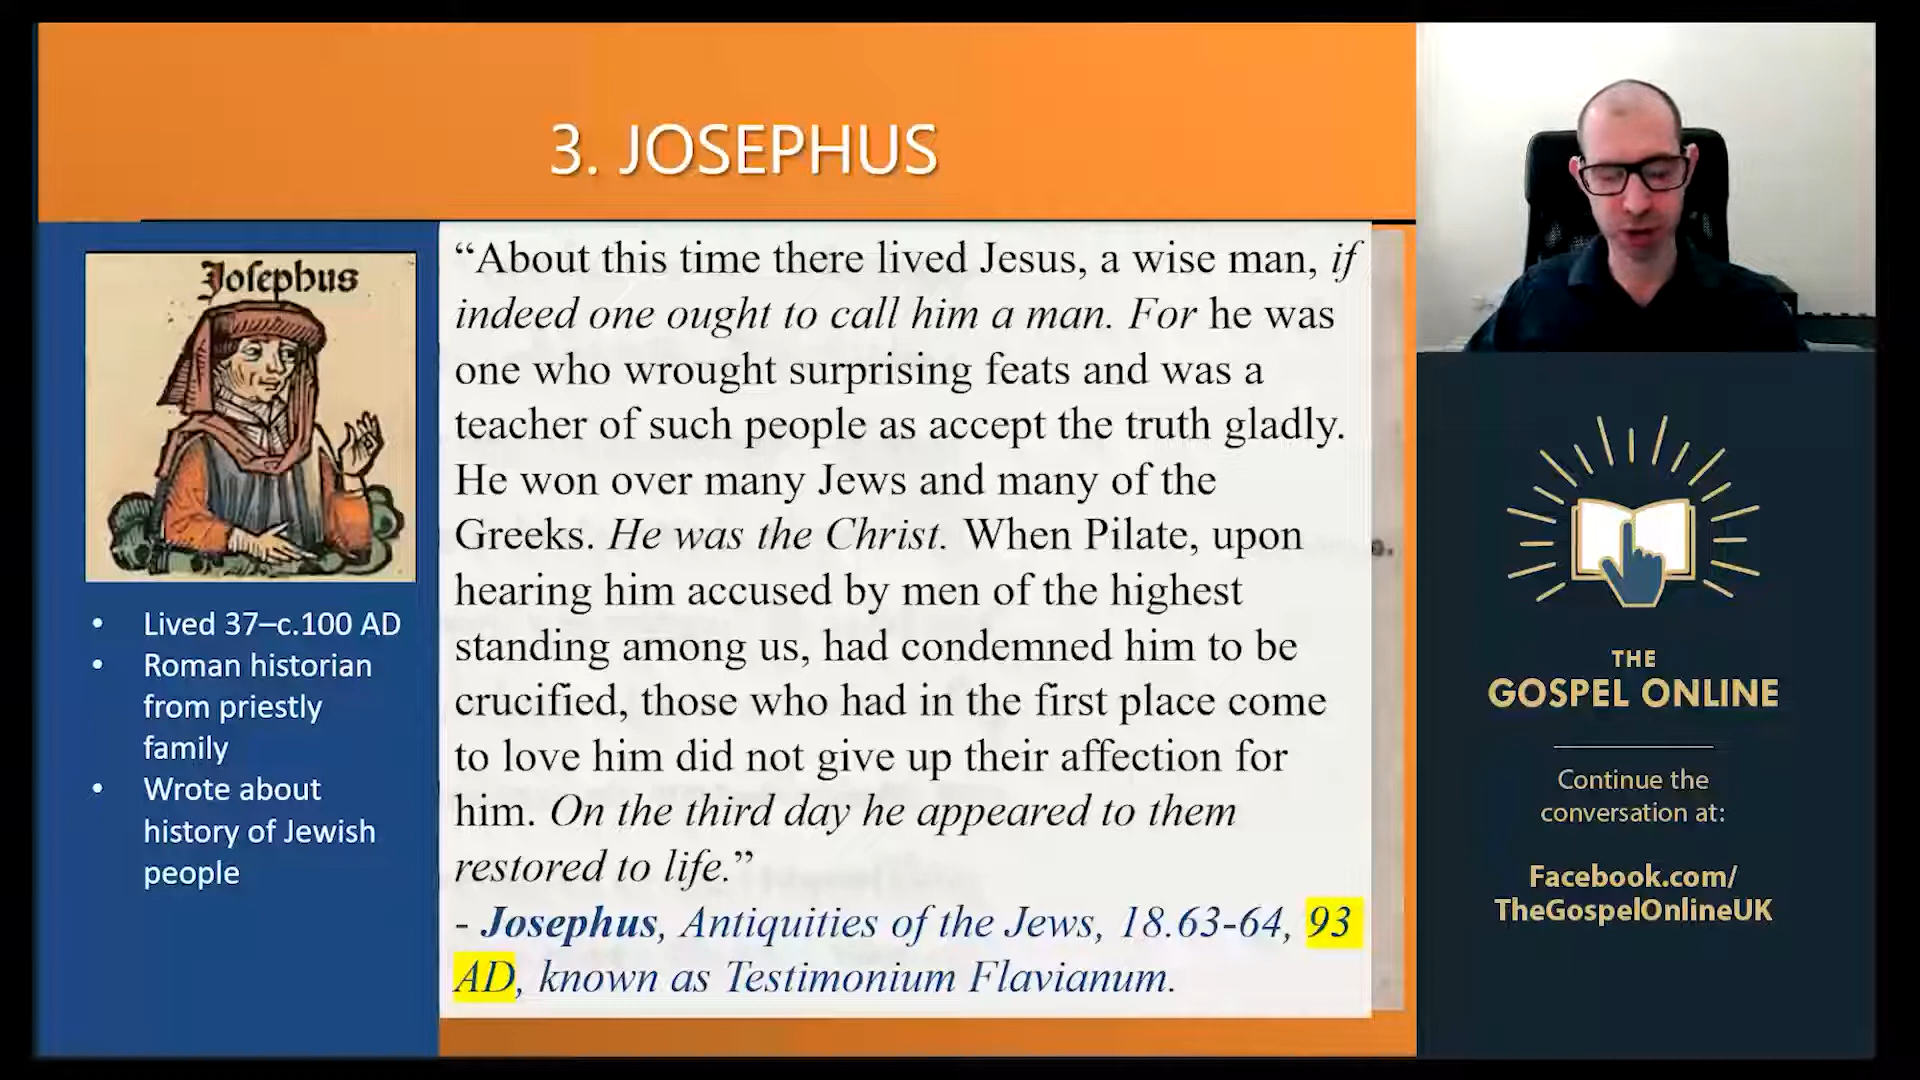 3. JOSEPHUS
Josephus
• Lived 37–c.100 AD
• Roman historian
from priestly
family
• Wrote about
history of Jewish
people
“About this time there lived Jesus, a wise man, if
indeed one ought to call him a man. For he was
one who wrought surprising feats and was a
teacher of such people as accept the truth gladly.
He won over many Jews and many of the
Greeks. He was the Christ. When Pilate, upon
hearing him accused by men of the highest
standing among us, had condemned him to be
crucified, those who had in the first place come
to love him did not give up their affection for
him. On the third day he appeared to them
restored to life.”
- Josephus, Antiquities of the Jews, 18.63-64, 93
AD, known as Testimonium Flavianum.
THE
GOSPEL ONLINE
Continue the
conversation at:
Facebook.com/
TheGospelOnlineUK